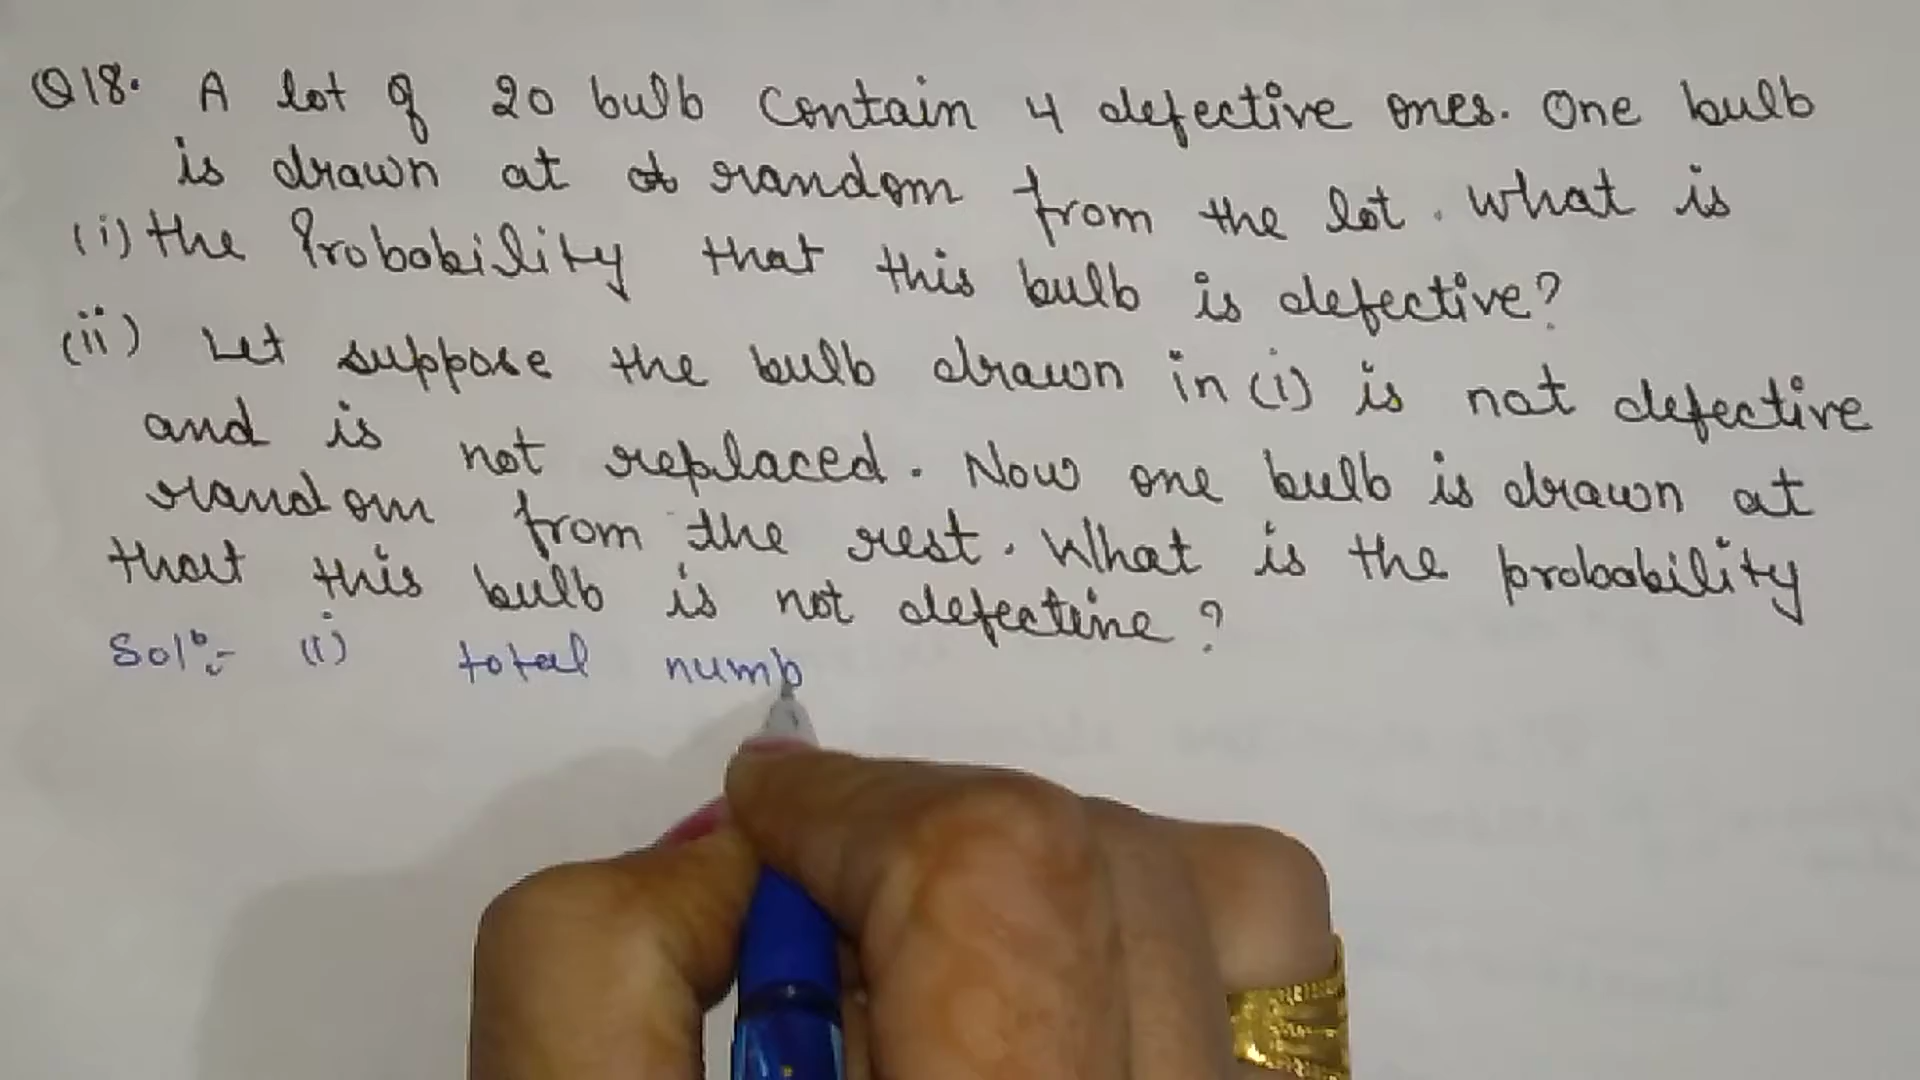 Q18. A lot of 20 bulb contain 4 defective ones. One bulb
is drawn at random from the lot. What is
(i) the Probability that this bulb is defective?
(ii) Let suppose the bulb drawn in (i) is not defective
and is not replaced. Now one bulb is drawn at
random from the rest. What is the probability
that this bulb is not defective?
Solⁿ:- (i) total numb